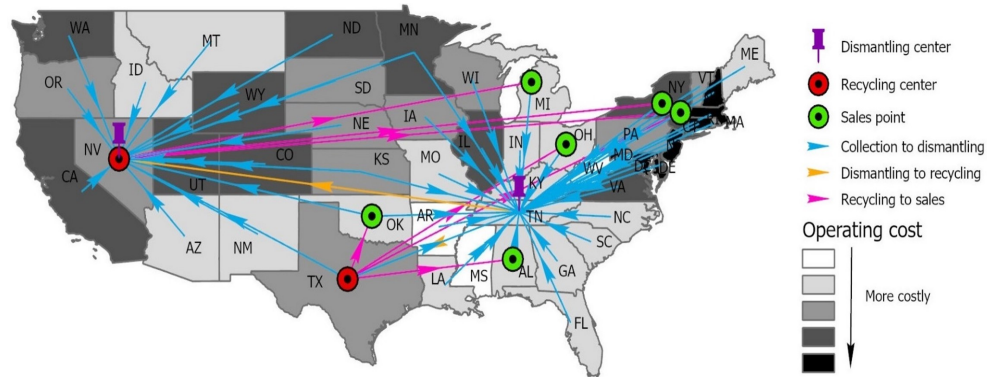 WA
MT
ND
MN
ME
OR
ID
WY
SD
WI
MI
NY
VT
MA
NV
NE
IA
IL
IN
OH
PA
CA
UT
CO
KS
MO
KY
WV
MD
DE
VA
AZ
NM
OK
AR
TN
NC
SC
TX
LA
MS
AL
GA
FL
Dismantling center
Recycling center
Sales point
Collection to dismantling
Dismantling to recycling
Recycling to sales
Operating cost
More costly